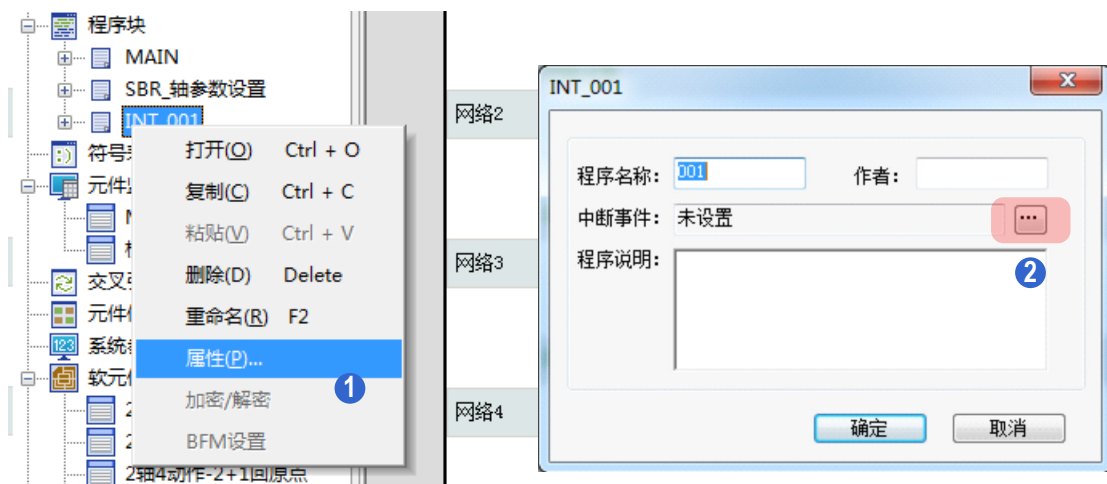 程序块
MAIN
SBR_轴参数设置
INT_001
符号
元件
交叉
元件
系统
软元
2轴4动作-2+1回原点
打开(O) Ctrl + O
复制(C) Ctrl + C
粘贴(V) Ctrl + V
删除(D) Delete
重命名(R) F2
属性(P)...
加密/解密
BFM设置
1
网络2
网络3
网络4
INT_001
程序名称: 001
作者:
中断事件: 未设置
...
程序说明:
2
确定
取消